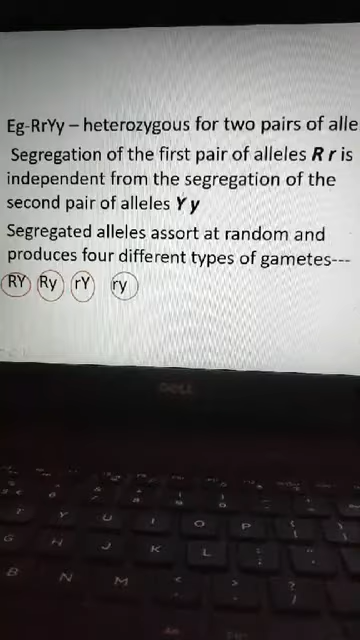 Eg-RrYy – heterozygous for two pairs of alle
Segregation of the first pair of alleles R r is
independent from the segregation of the
second pair of alleles Y y
Segregated alleles assort at random and
produces four different types of gametes---
RY Ry rY ry
DELL
T Y U I O P { [
G H J K L : ;
B N M < > ? /